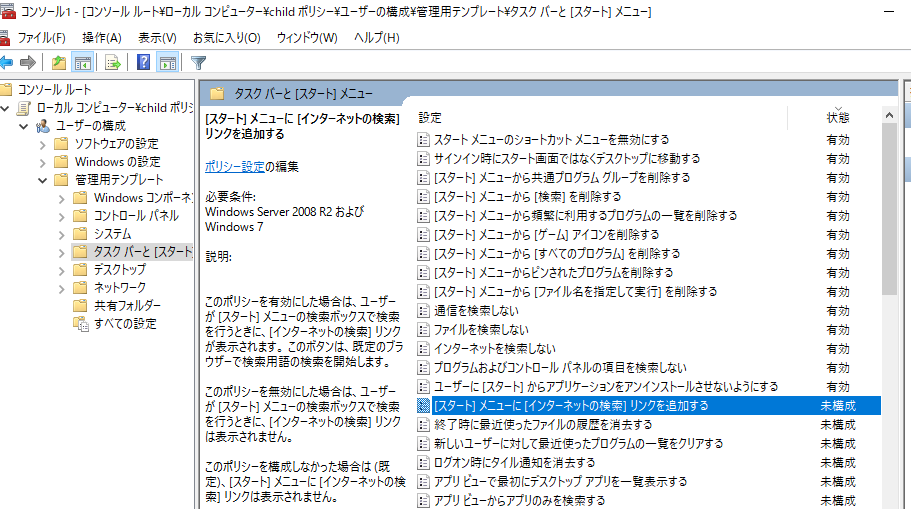 コンソール1 - [コンソール ルート¥ローカル コンピューター¥child ポリシー¥ユーザーの構成¥管理用テンプレート¥タスク バーと [スタート] メニュー]
ファイル(F) 操作(A) 表示(V) お気に入り(O) ウィンドウ(W) ヘルプ(H)
コンソール ルート
ローカル コンピューター¥child ポリシ
ユーザーの構成
ソフトウェアの設定
Windows の設定
管理用テンプレート
Windows コンポーネ
コントロール パネル
システム
タスク バーと [スタート]
デスクトップ
ネットワーク
共有フォルダー
すべての設定
タスク バーと [スタート] メニュー
[スタート] メニューに [インターネットの検索]
リンクを追加する
ポリシー設定の編集
必要条件:
Windows Server 2008 R2 および
Windows 7
説明:
このポリシーを有効にした場合は、ユーザー
が [スタート] メニューの検索ボックスで検索
を行うときに、[インターネットの検索] リンク
が表示されます。このボタンは、既定のブラ
ウザーで検索用語の検索を開始します。
このポリシーを無効にした場合は、ユーザー
が [スタート] メニューの検索ボックスで検索
を行うときに、[インターネットの検索] リンク
は表示されません。
このポリシーを構成しなかった場合は (既
定)、[スタート] メニューに [インターネットの検
索] リンクは表示されません。
設定 状態
スタート メニューのショートカット メニューを無効にする 有効
サインイン時にスタート画面ではなくデスクトップに移動する 有効
[スタート] メニューから共通プログラム グループを削除する 有効
[スタート] メニューから [検索] を削除する 有効
[スタート] メニューから頻繁に利用するプログラムの一覧を削除する 有効
[スタート] メニューから [ゲーム] アイコンを削除する 有効
[スタート] メニューから [すべてのプログラム] を削除する 有効
[スタート] メニューからピンされたプログラムを削除する 有効
[スタート] メニューから [ファイル名を指定して実行] を削除する 有効
通信を検索しない 有効
ファイルを検索しない 有効
インターネットを検索しない 有効
プログラムおよびコントロール パネルの項目を検索しない 有効
ユーザーに [スタート] からアプリケーションをアンインストールさせないようにする 有効
[スタート] メニューに [インターネットの検索] リンクを追加する 未構成
終了時に最近使ったファイルの履歴を消去する 未構成
新しいユーザーに対して最近使ったプログラムの一覧をクリアする 未構成
ログオン時にタイル通知を消去する 未構成
アプリ ビューで最初にデスクトップ アプリを一覧表示する 未構成
アプリ ビューからアプリのみを検索する 未構成